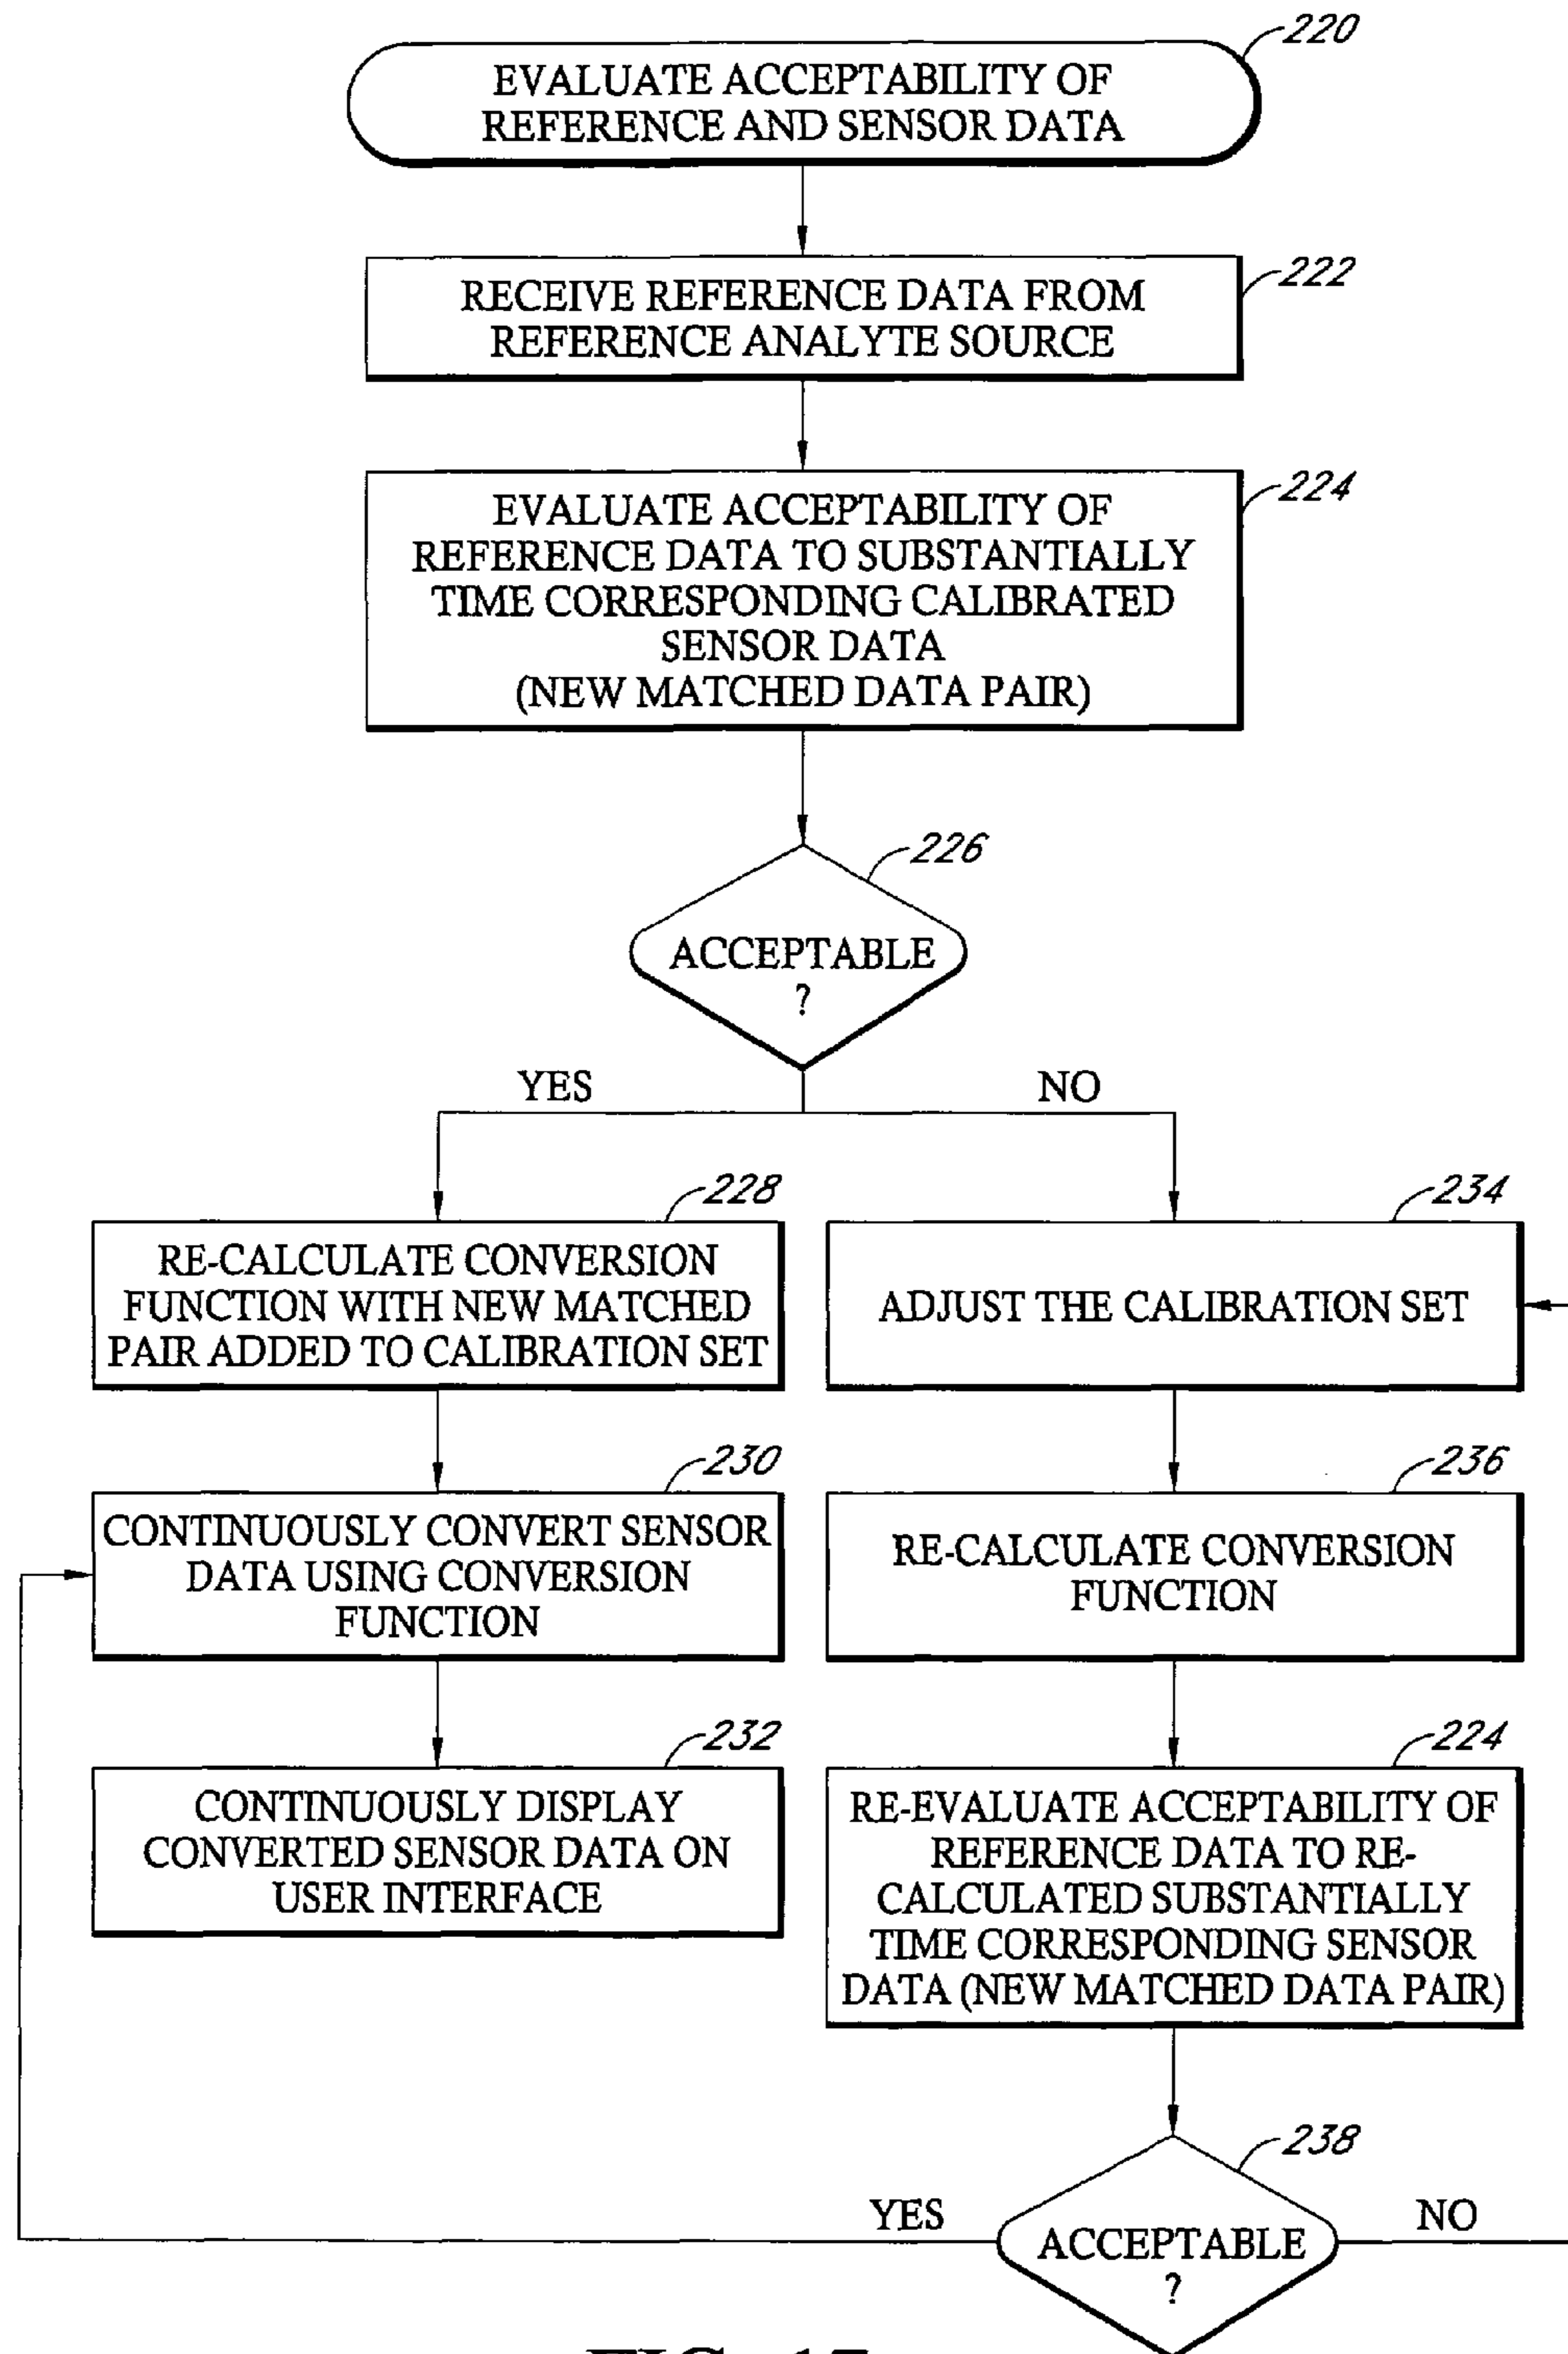 220
EVALUATE ACCEPTABILITY OF
REFERENCE AND SENSOR DATA
222
RECEIVE REFERENCE DATA FROM
REFERENCE ANALYTE SOURCE
224
EVALUATE ACCEPTABILITY OF
REFERENCE DATA TO SUBSTANTIALLY
TIME CORRESPONDING CALIBRATED
SENSOR DATA
(NEW MATCHED DATA PAIR)
226
ACCEPTABLE
?
YES
NO
228
RE-CALCULATE CONVERSION
FUNCTION WITH NEW MATCHED
PAIR ADDED TO CALIBRATION SET
234
ADJUST THE CALIBRATION SET
230
CONTINUOUSLY CONVERT SENSOR
DATA USING CONVERSION
FUNCTION
236
RE-CALCULATE CONVERSION
FUNCTION
232
CONTINUOUSLY DISPLAY
CONVERTED SENSOR DATA ON
USER INTERFACE
224
RE-EVALUATE ACCEPTABILITY OF
REFERENCE DATA TO RE-
CALCULATED SUBSTANTIALLY
TIME CORRESPONDING SENSOR
DATA (NEW MATCHED DATA PAIR)
238
YES
ACCEPTABLE
?
NO